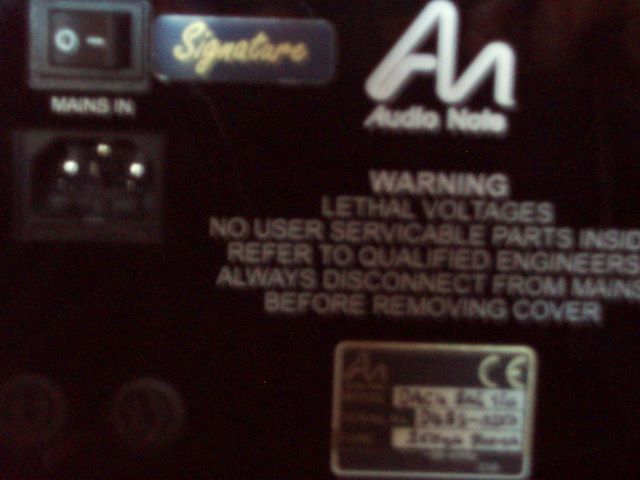 Signature
MAINS IN
Audio Note
WARNING
LETHAL VOLTAGES
NO USER SERVICABLE PARTS INSID
REFER TO QUALIFIED ENGINEERS
ALWAYS DISCONNECT FROM MAINS
BEFORE REMOVING COVER
CE